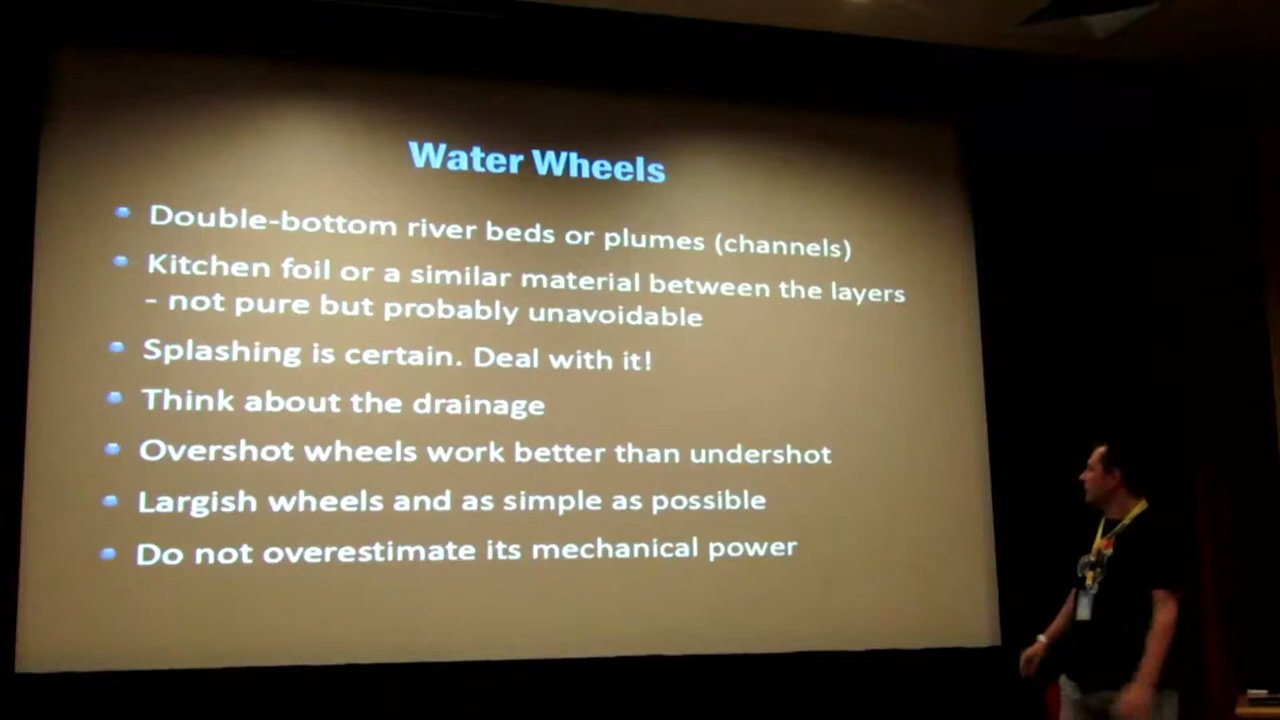 Water Wheels
• Double-bottom river beds or plumes (channels)
• Kitchen foil or a similar material between the layers
- not pure but probably unavoidable
• Splashing is certain. Deal with it!
• Think about the drainage
• Overshot wheels work better than undershot
• Largish wheels and as simple as possible
• Do not overestimate its mechanical power